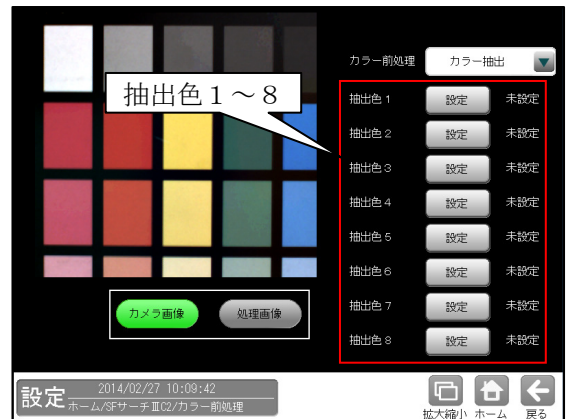 カラー前処理 カラー抽出
抽出色1～8
抽出色 1 設定 未設定
抽出色 2 設定 未設定
抽出色 3 設定 未設定
抽出色 4 設定 未設定
抽出色 5 設定 未設定
抽出色 6 設定 未設定
抽出色 7 設定 未設定
抽出色 8 設定 未設定
カメラ画像 処理画像
設定 2014/02/27 10:09:42
ホーム/SFサーチⅢC2/カラー前処理
拡大縮小 ホーム 戻る